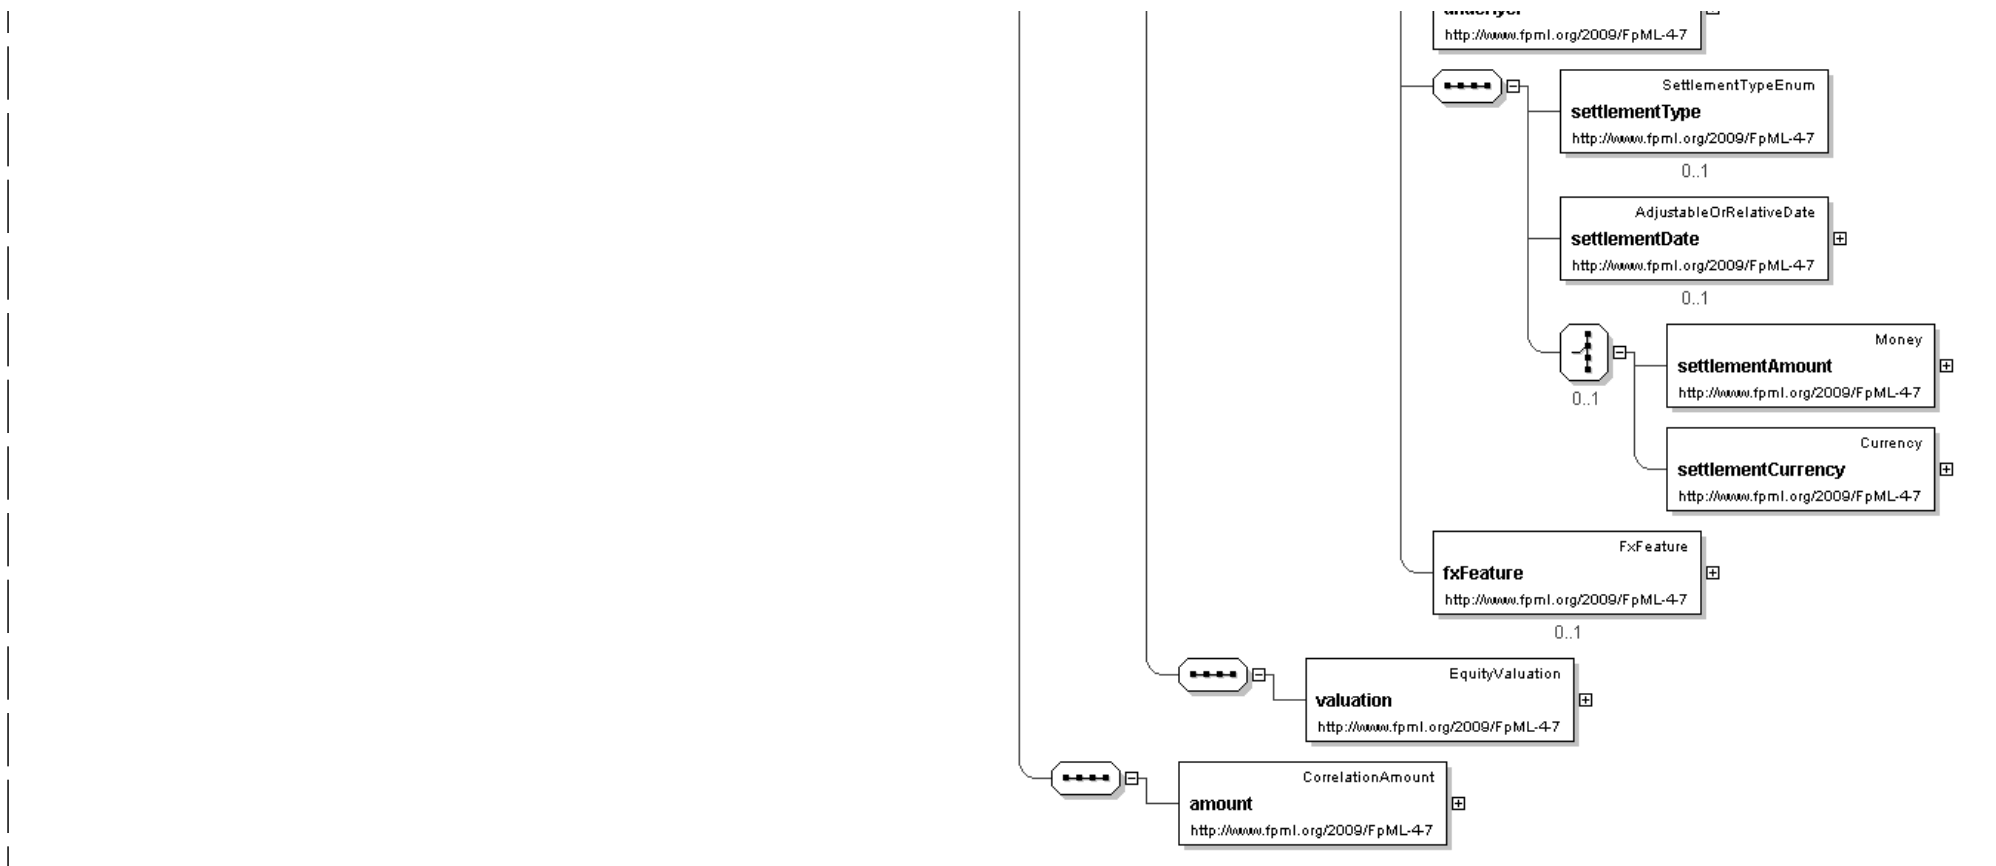 http://www.fpml.org/2009/FpML-4-7
SettlementTypeEnum
settlementType
http://www.fpml.org/2009/FpML-4-7
0..1
AdjustableOrRelativeDate
settlementDate
http://www.fpml.org/2009/FpML-4-7
0..1
Money
settlementAmount
http://www.fpml.org/2009/FpML-4-7
0..1
Currency
settlementCurrency
http://www.fpml.org/2009/FpML-4-7
FxFeature
fxFeature
http://www.fpml.org/2009/FpML-4-7
0..1
EquityValuation
valuation
http://www.fpml.org/2009/FpML-4-7
CorrelationAmount
amount
http://www.fpml.org/2009/FpML-4-7